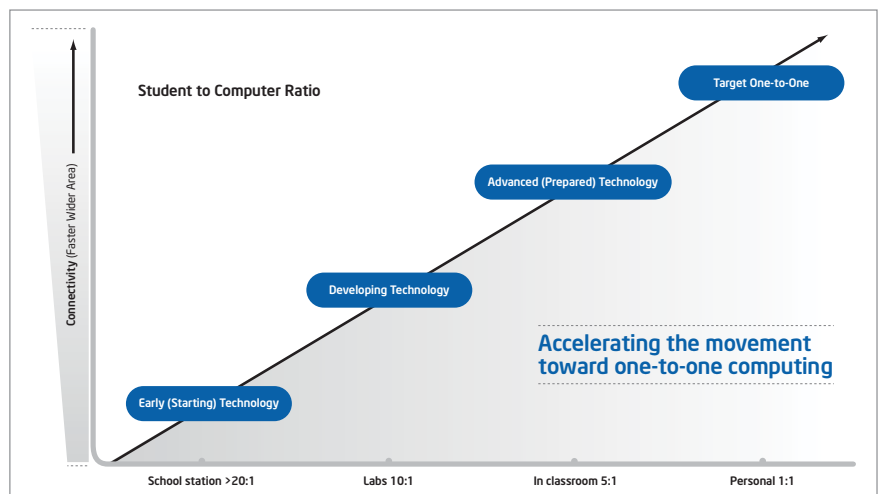 Student to Computer Ratio
Target One-to-One
Advanced (Prepared) Technology
Developing Technology
Early (Starting) Technology
Connectivity (Faster Wider Area)
Accelerating the movement
toward one-to-one computing
School station >20:1
Labs 10:1
In classroom 5:1
Personal 1:1